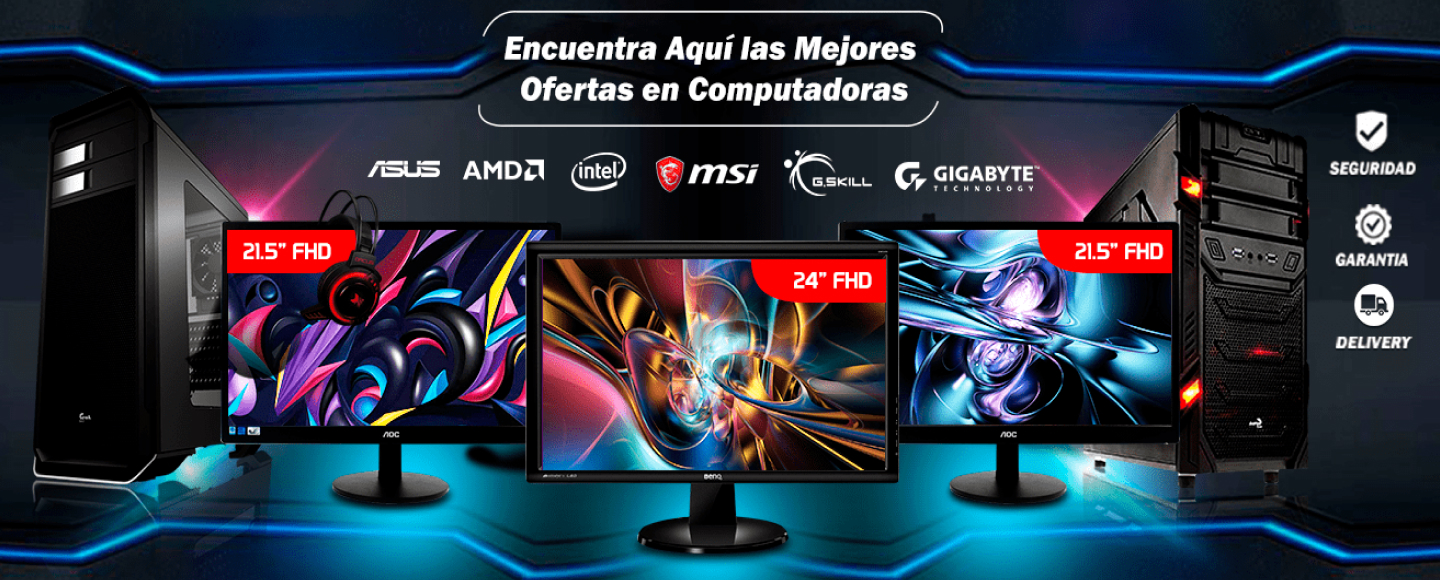 Encuentra Aquí las Mejores
Ofertas en Computadoras
ASUS AMD intel msi G.SKILL GIGABYTE™
TECHNOLOGY
SEGURIDAD
GARANTIA
DELIVERY
21.5” FHD
24” FHD
21.5” FHD
AOC
BenQ
AOC